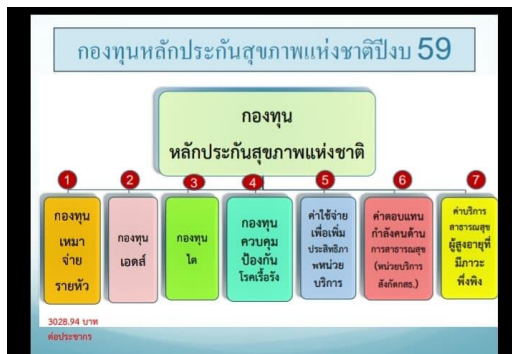 กองทุนหลักประกันสุขภาพแห่งชาติปีงบ 59
กองทุน
หลักประกันสุขภาพแห่งชาติ
1
กองทุน
เหมา
จ่าย
รายหัว
2
กองทุน
เอดส์
3
กองทุน
ไต
4
กองทุน
ควบคุม
ป้องกัน
โรคเรื้อรัง
5
ค่าใช้จ่าย
เพื่อเพิ่ม
ประสิทธิภา
พหน่วย
บริการ
6
ค่าตอบแทน
กำลังคนด้าน
การสาธารณสุข
(หน่วยบริการ
สังกัดกสธ.)
7
ค่าบริการ
สาธารณสุข
ผู้สูงอายุที่
มีภาวะ
พึ่งพิง
3028.94 บาท
ต่อประชากร